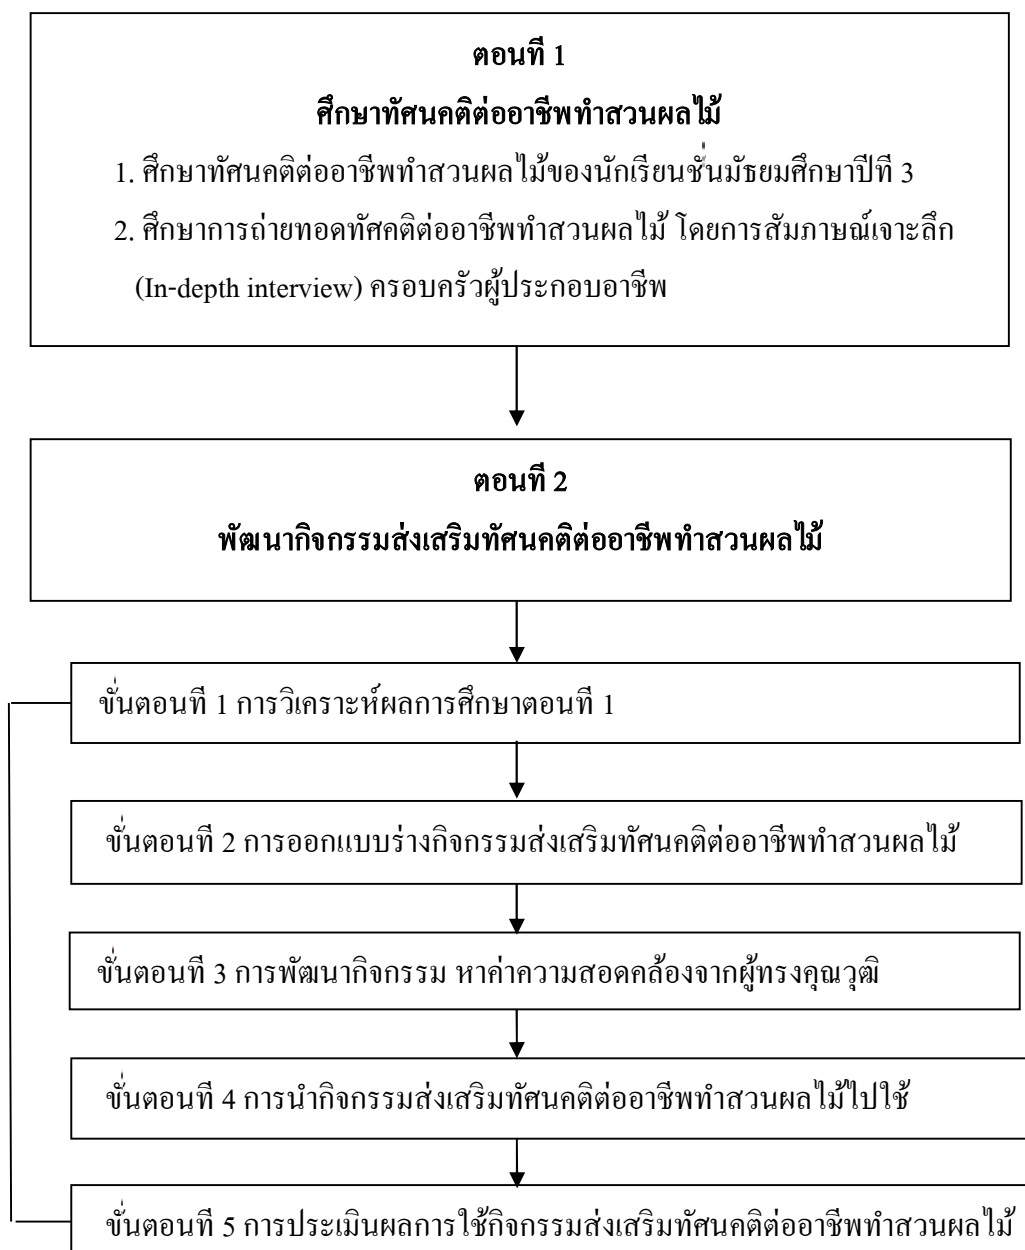 ตอนที่ 1
ศึกษาทัศนคติต่ออาชีพทำสวนผลไม้
1. ศึกษาทัศนคติต่ออาชีพทำสวนผลไม้ของนักเรียนชั้นมัธยมศึกษาปีที่ 3
2. ศึกษาการถ่ายทอดทัศคติต่ออาชีพทำสวนผลไม้ โดยการสัมภาษณ์เจาะลึก
(In-depth interview) ครอบครัวผู้ประกอบอาชีพ
ตอนที่ 2
พัฒนากิจกรรมส่งเสริมทัศนคติต่ออาชีพทำสวนผลไม้
ขั้นตอนที่ 1 การวิเคราะห์ผลการศึกษาตอนที่ 1
ขั้นตอนที่ 2 การออกแบบร่างกิจกรรมส่งเสริมทัศนคติต่ออาชีพทำสวนผลไม้
ขั้นตอนที่ 3 การพัฒนากิจกรรม หาค่าความสอดคล้องจากผู้ทรงคุณวุฒิ
ขั้นตอนที่ 4 การนำกิจกรรมส่งเสริมทัศนคติต่ออาชีพทำสวนผลไม้ไปใช้
ขั้นตอนที่ 5 การประเมินผลการใช้กิจกรรมส่งเสริมทัศนคติต่ออาชีพทำสวนผลไม้